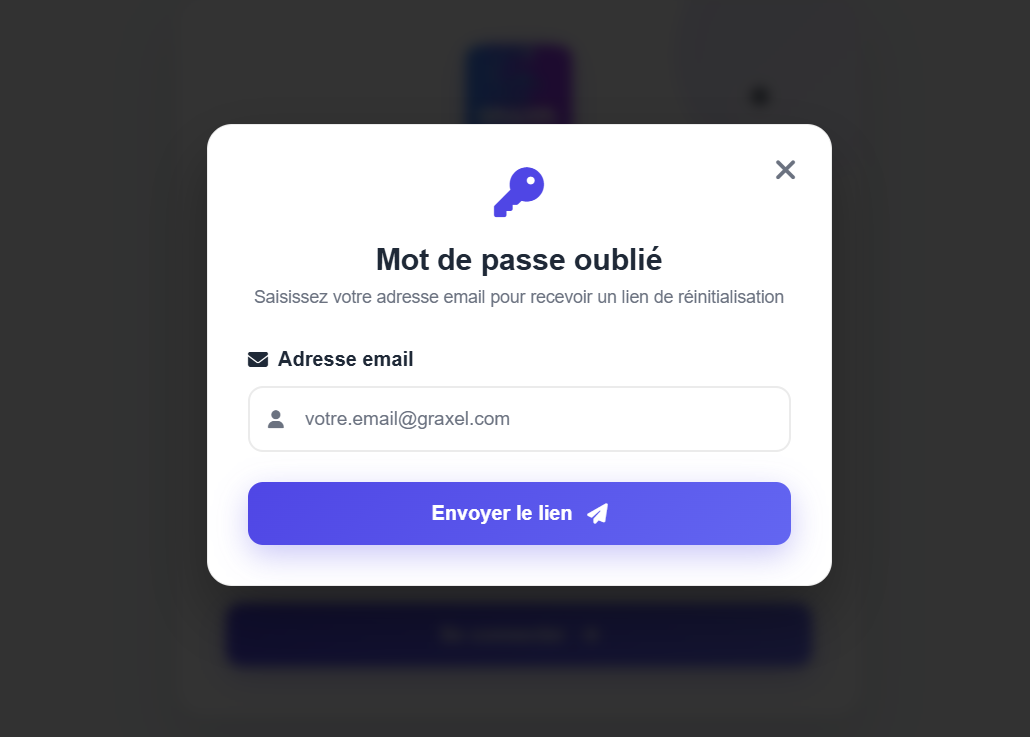 Mot de passe oublié
Saisissez votre adresse email pour recevoir un lien de réinitialisation
Adresse email
votre.email@graxel.com
Envoyer le lien